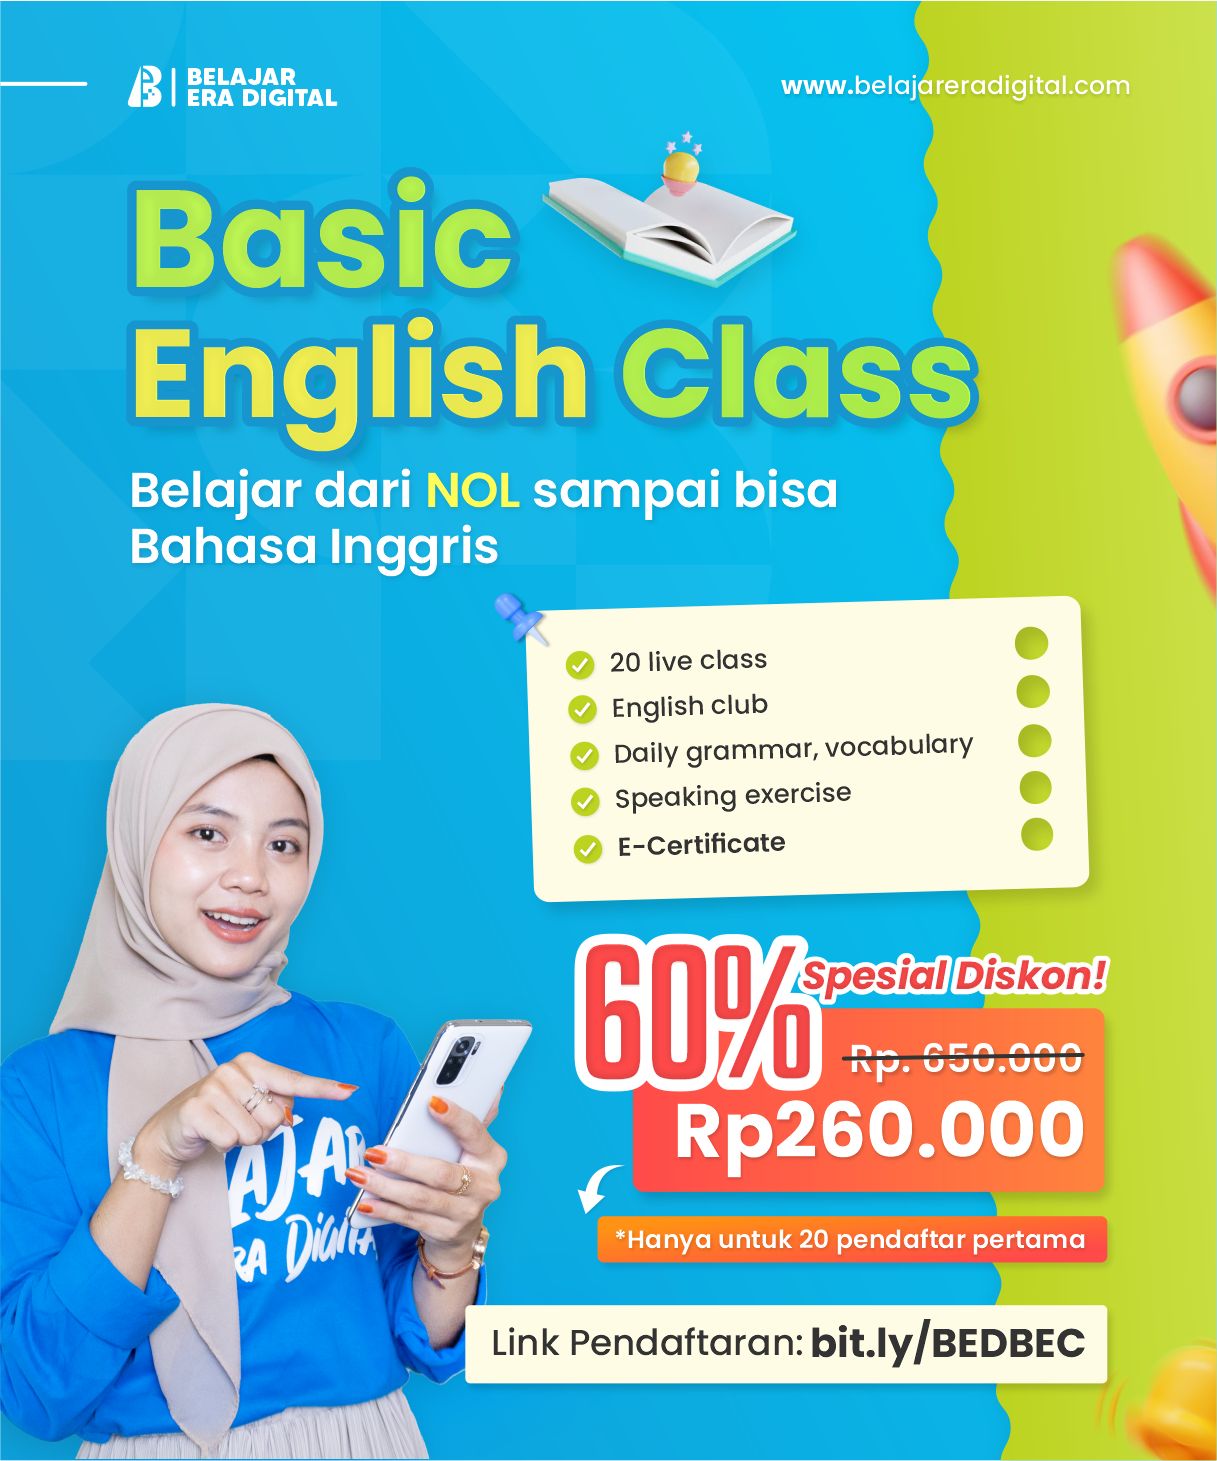 BELAJAR
ERA DIGITAL
www.belajareradigital.com
Basic
English Class
Belajar dari NOL sampai bisa
Bahasa Inggris
20 live class
English club
Daily grammar, vocabulary
Speaking exercise
E-Certificate
60% Spesial Diskon!
Rp. 650.000
Rp260.000
*Hanya untuk 20 pendaftar pertama
Link Pendaftaran: bit.ly/BEDBEC